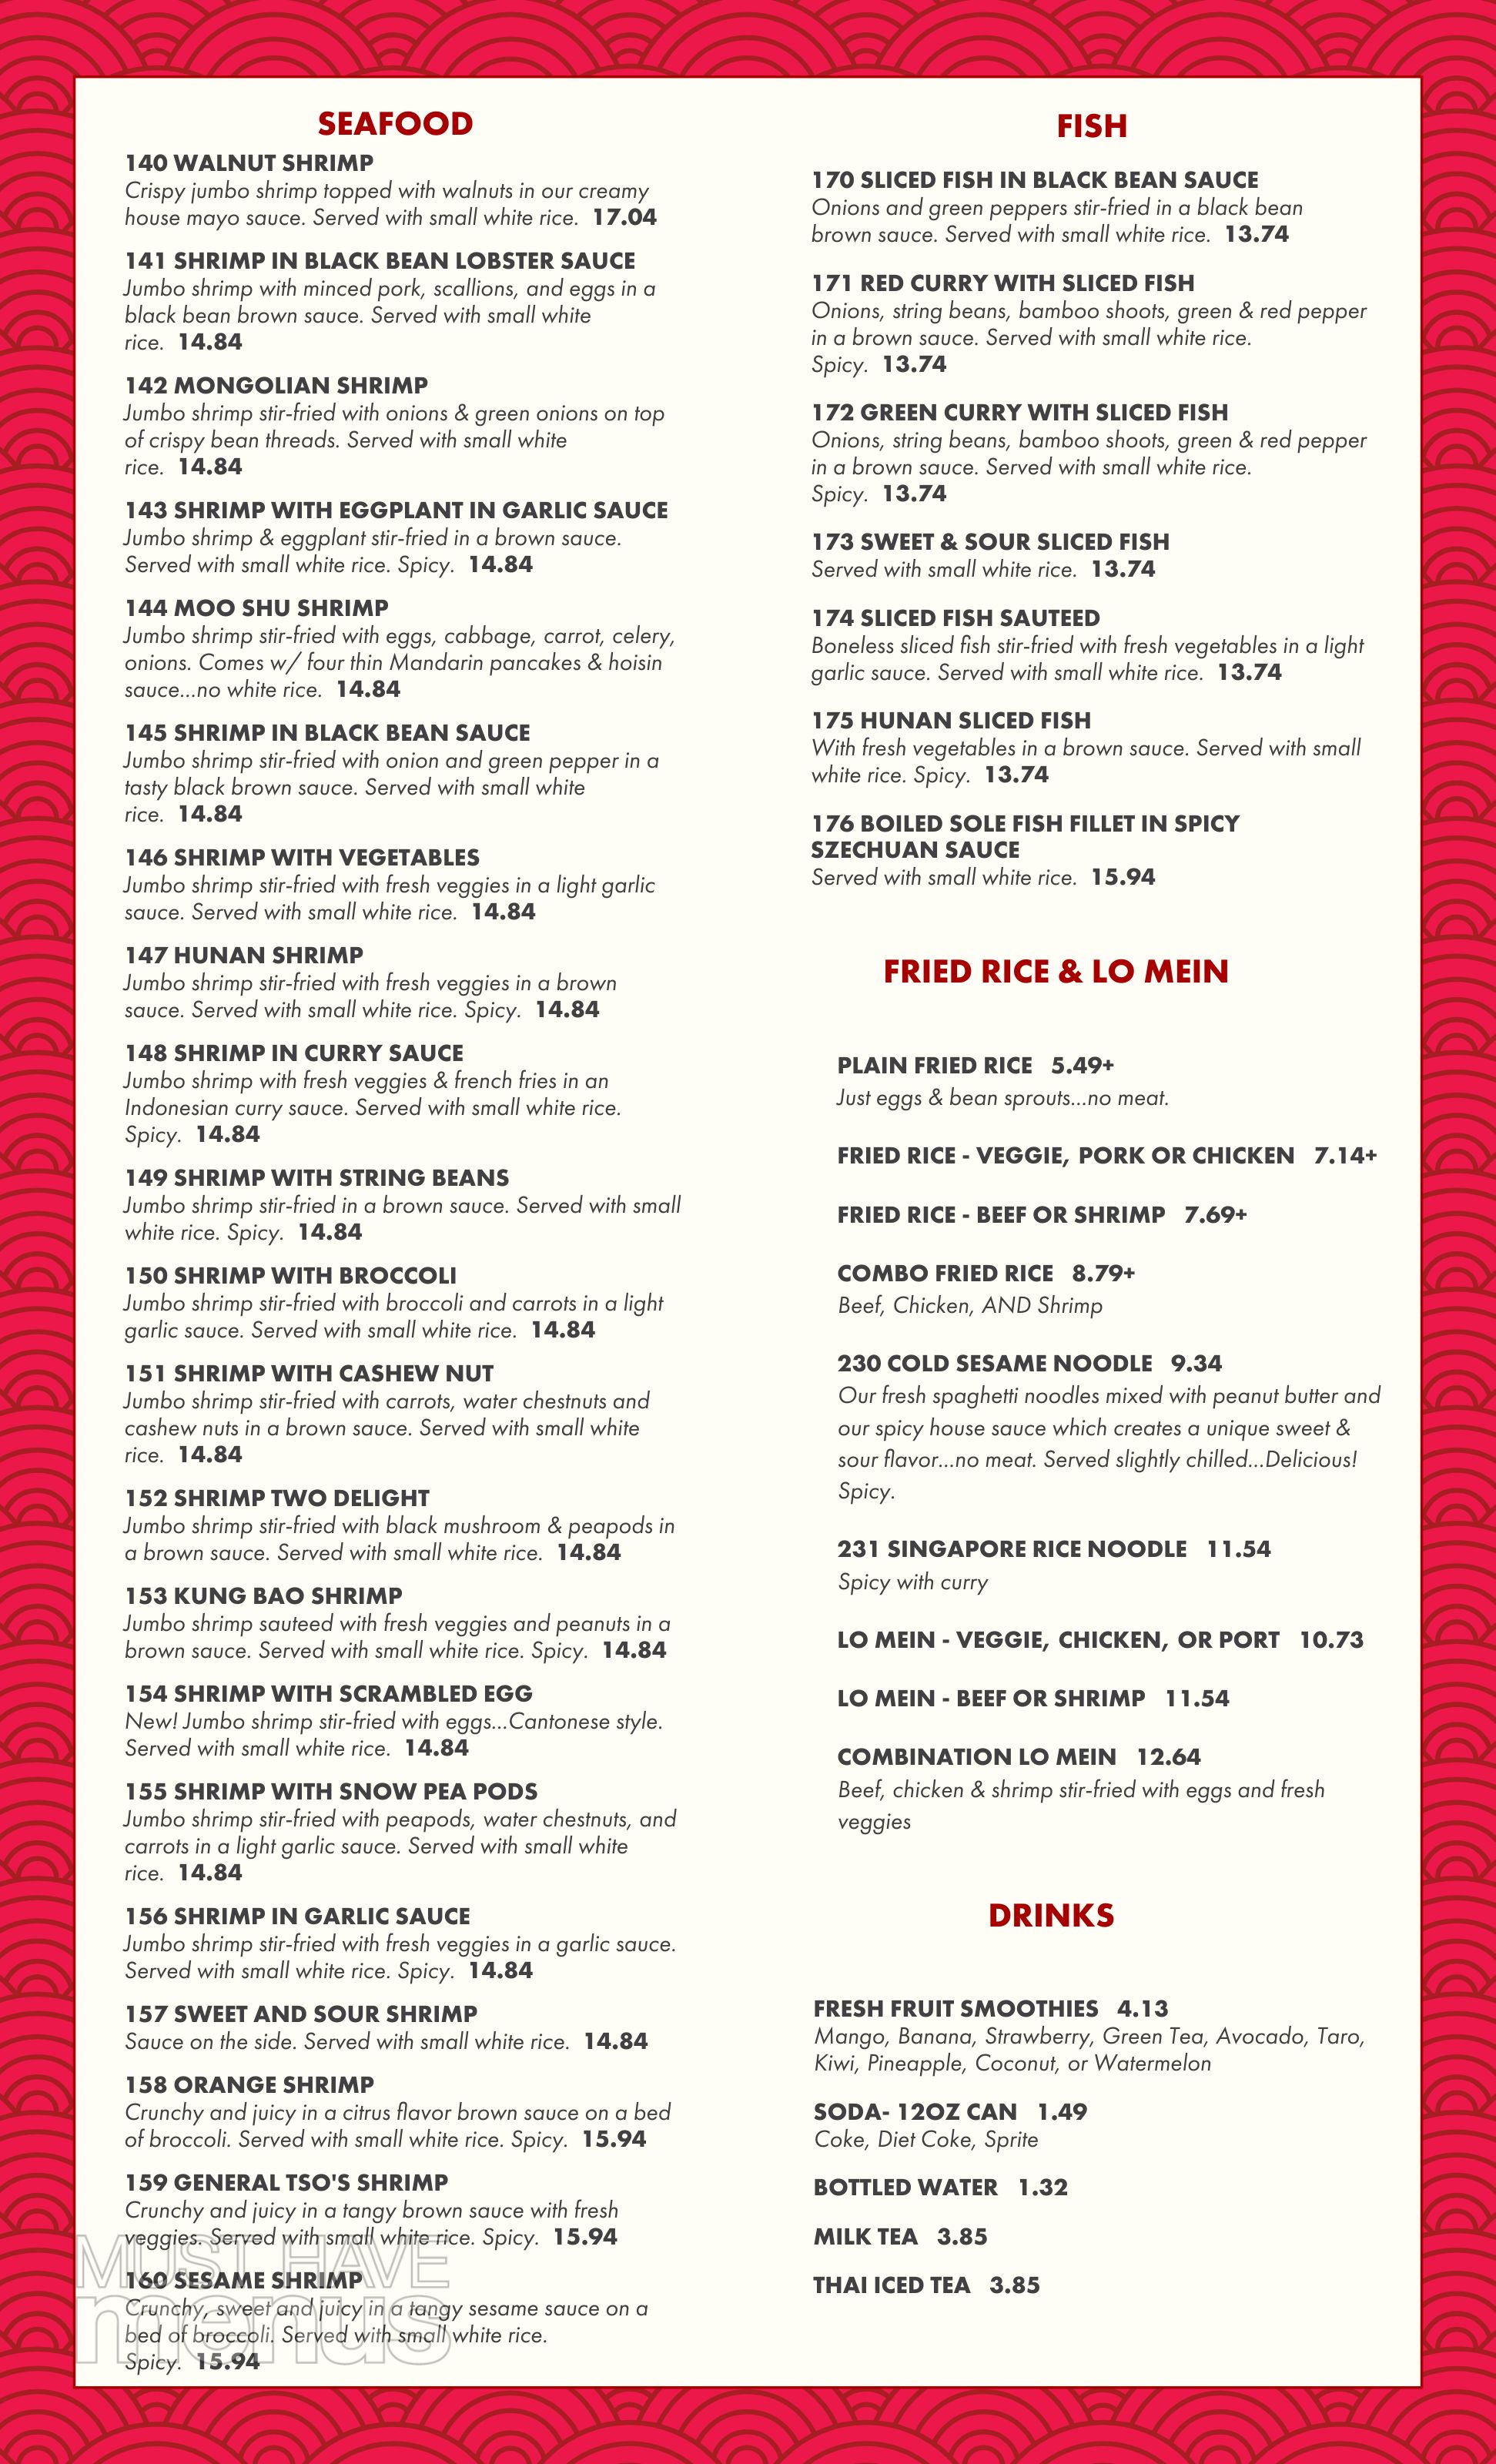 SEAFOOD
140 WALNUT SHRIMP
Crispy jumbo shrimp topped with walnuts in our creamy
house mayo sauce. Served with small white rice. 17.04
141 SHRIMP IN BLACK BEAN LOBSTER SAUCE
Jumbo shrimp with minced pork, scallions, and eggs in a
black bean brown sauce. Served with small white
rice. 14.84
142 MONGOLIAN SHRIMP
Jumbo shrimp stir-fried with onions & green onions on top
of crispy bean threads. Served with small white
rice. 14.84
143 SHRIMP WITH EGGPLANT IN GARLIC SAUCE
Jumbo shrimp & eggplant stir-fried in a brown sauce.
Served with small white rice. Spicy. 14.84
144 MOO SHU SHRIMP
Jumbo shrimp stir-fried with eggs, cabbage, carrot, celery,
onions. Comes w/ four thin Mandarin pancakes & hoisin
sauce...no white rice. 14.84
145 SHRIMP IN BLACK BEAN SAUCE
Jumbo shrimp stir-fried with onion and green pepper in a
tasty black brown sauce. Served with small white
rice. 14.84
146 SHRIMP WITH VEGETABLES
Jumbo shrimp stir-fried with fresh veggies in a light garlic
sauce. Served with small white rice. 14.84
147 HUNAN SHRIMP
Jumbo shrimp stir-fried with fresh veggies in a brown
sauce. Served with small white rice. Spicy. 14.84
148 SHRIMP IN CURRY SAUCE
Jumbo shrimp with fresh veggies & french fries in an
Indonesian curry sauce. Served with small white rice.
Spicy. 14.84
149 SHRIMP WITH STRING BEANS
Jumbo shrimp stir-fried in a brown sauce. Served with small
white rice. Spicy. 14.84
150 SHRIMP WITH BROCCOLI
Jumbo shrimp stir-fried with broccoli and carrots in a light
garlic sauce. Served with small white rice. 14.84
151 SHRIMP WITH CASHEW NUT
Jumbo shrimp stir-fried with carrots, water chestnuts and
cashew nuts in a brown sauce. Served with small white
rice. 14.84
152 SHRIMP TWO DELIGHT
Jumbo shrimp stir-fried with black mushroom & peapods in
a brown sauce. Served with small white rice. 14.84
153 KUNG BAO SHRIMP
Jumbo shrimp sauteed with fresh veggies and peanuts in a
brown sauce. Served with small white rice. Spicy. 14.84
154 SHRIMP WITH SCRAMBLED EGG
New! Jumbo shrimp stir-fried with eggs...Cantonese style.
Served with small white rice. 14.84
155 SHRIMP WITH SNOW PEA PODS
Jumbo shrimp stir-fried with peapods, water chestnuts, and
carrots in a light garlic sauce. Served with small white
rice. 14.84
156 SHRIMP IN GARLIC SAUCE
Jumbo shrimp stir-fried with fresh veggies in a garlic sauce.
Served with small white rice. Spicy. 14.84
157 SWEET AND SOUR SHRIMP
Sauce on the side. Served with small white rice. 14.84
158 ORANGE SHRIMP
Crunchy and juicy in a citrus flavor brown sauce on a bed
of broccoli. Served with small white rice. Spicy. 15.94
159 GENERAL TSO'S SHRIMP
Crunchy and juicy in a tangy brown sauce with fresh
veggies. Served with small white rice. Spicy. 15.94
160 SESAME SHRIMP
Crunchy, sweet and juicy in a tangy sesame sauce on a
bed of broccoli. Served with small white rice.
Spicy. 15.94
MUST HAVE
menus
FISH
170 SLICED FISH IN BLACK BEAN SAUCE
Onions and green peppers stir-fried in a black bean
brown sauce. Served with small white rice. 13.74
171 RED CURRY WITH SLICED FISH
Onions, string beans, bamboo shoots, green & red pepper
in a brown sauce. Served with small white rice.
Spicy. 13.74
172 GREEN CURRY WITH SLICED FISH
Onions, string beans, bamboo shoots, green & red pepper
in a brown sauce. Served with small white rice.
Spicy. 13.74
173 SWEET & SOUR SLICED FISH
Served with small white rice. 13.74
174 SLICED FISH SAUTEED
Boneless sliced fish stir-fried with fresh vegetables in a light
garlic sauce. Served with small white rice. 13.74
175 HUNAN SLICED FISH
With fresh vegetables in a brown sauce. Served with small
white rice. Spicy. 13.74
176 BOILED SOLE FISH FILLET IN SPICY
SZECHUAN SAUCE
Served with small white rice. 15.94
FRIED RICE & LO MEIN
PLAIN FRIED RICE 5.49+
Just eggs & bean sprouts...no meat.
FRIED RICE - VEGGIE, PORK OR CHICKEN 7.14+
FRIED RICE - BEEF OR SHRIMP 7.69+
COMBO FRIED RICE 8.79+
Beef, Chicken, AND Shrimp
230 COLD SESAME NOODLE 9.34
Our fresh spaghetti noodles mixed with peanut butter and
our spicy house sauce which creates a unique sweet &
sour flavor...no meat. Served slightly chilled...Delicious!
Spicy.
231 SINGAPORE RICE NOODLE 11.54
Spicy with curry
LO MEIN - VEGGIE, CHICKEN, OR PORT 10.73
LO MEIN - BEEF OR SHRIMP 11.54
COMBINATION LO MEIN 12.64
Beef, chicken & shrimp stir-fried with eggs and fresh
veggies
DRINKS
FRESH FRUIT SMOOTHIES 4.13
Mango, Banana, Strawberry, Green Tea, Avocado, Taro,
Kiwi, Pineapple, Coconut, or Watermelon
SODA- 12OZ CAN 1.49
Coke, Diet Coke, Sprite
BOTTLED WATER 1.32
MILK TEA 3.85
THAI ICED TEA 3.85